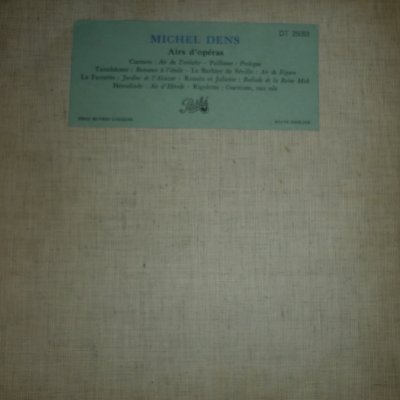 MICHEL DENS
DT
Airs d'opéras
Carmen : Air du Toréador - Paillasse : Prologue
Tannhäuser : Romance à l'étoile - Le Barbier de Séville : Air de Figaro
La Favorite : Jardins de l'Alcazar - Roméo et Juliette : Ballade de la Reine Mab
Hérodiade : Air d'Hérode - Rigoletto : Courtisans, race vile
Pathé